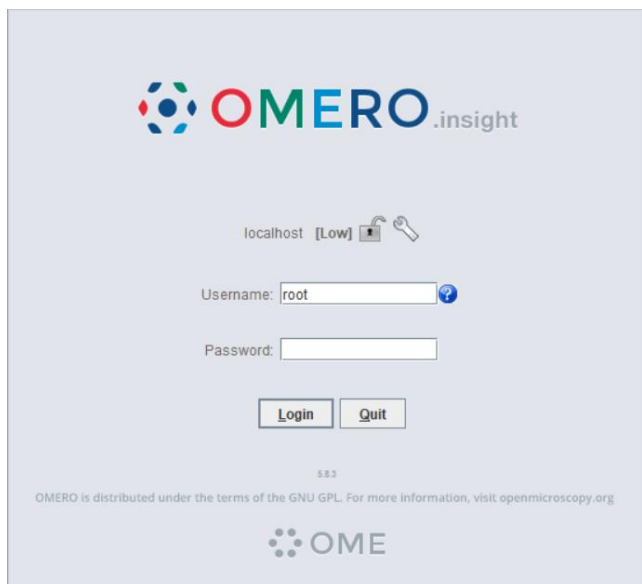 OMERO.insight
localhost [Low]
Username: root
Password:
Login Quit
5.8.3
OMERO is distributed under the terms of the GNU GPL. For more information, visit openmicroscopy.org
OME